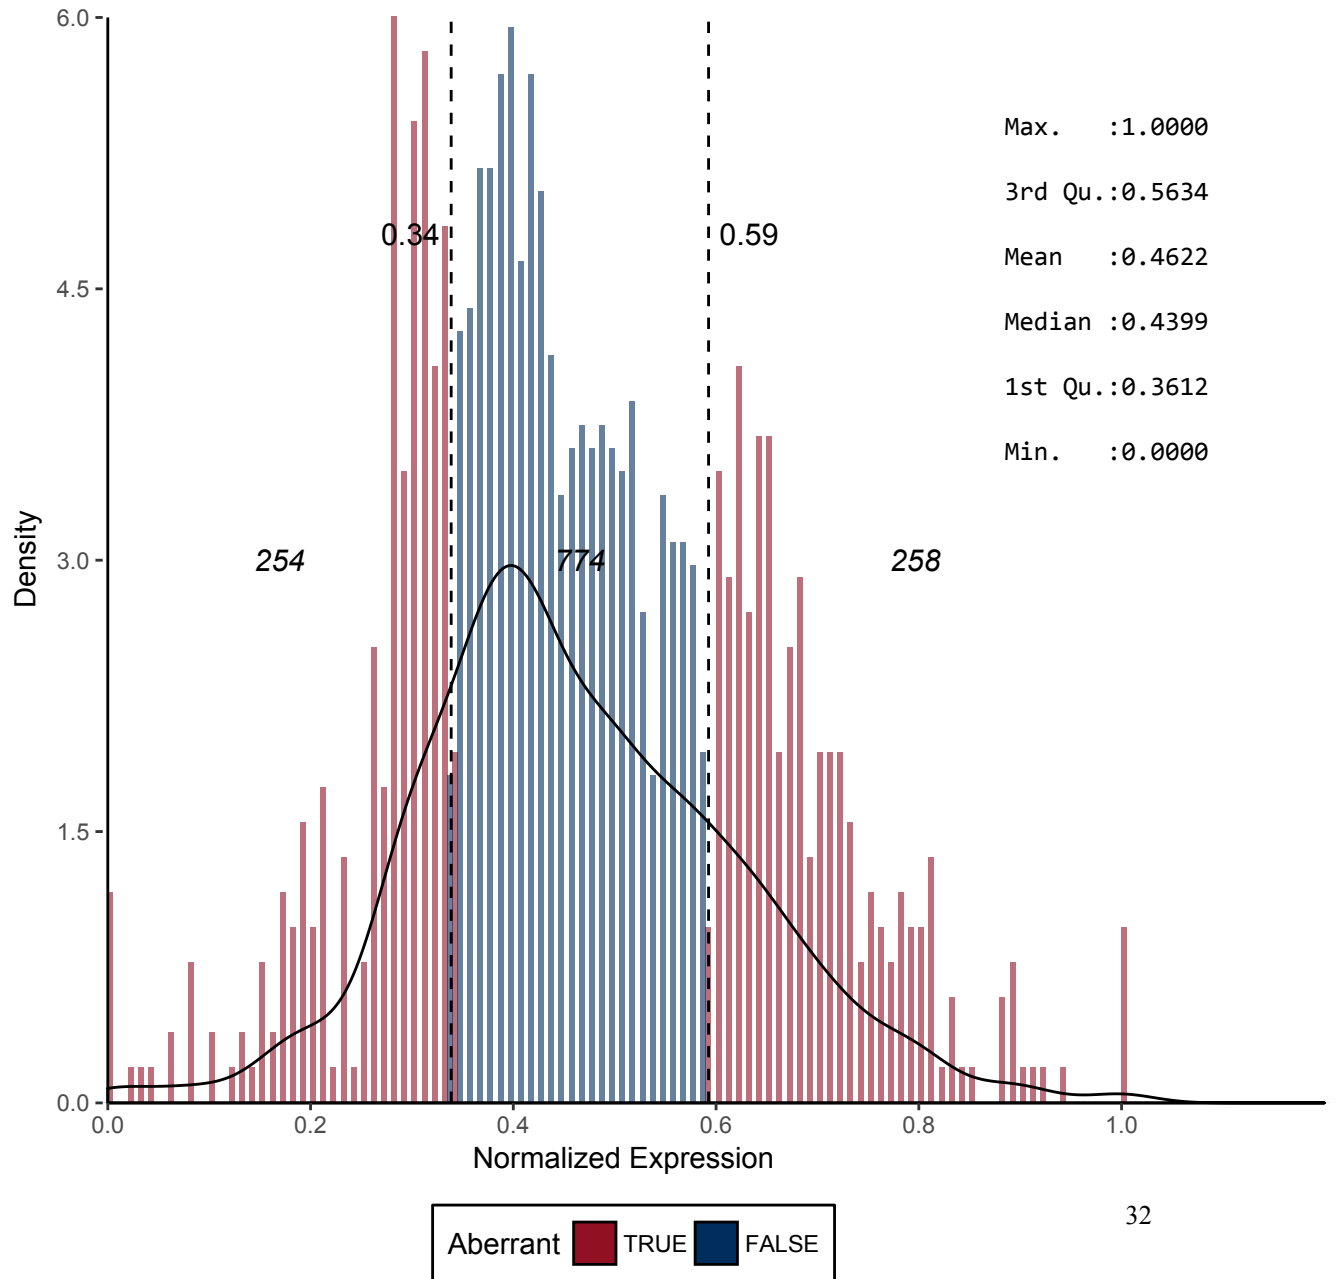 6.0
Max. :1.0000
3rd Qu.:0.5634
0.34
0.59
Mean :0.4622
4.5
Median :0.4399
1st Qu.:0.3612
Min. :0.0000
Density
3.0
254
774
258
1.5
0.0
0.0 0.2 0.4 0.6 0.8 1.0
Normalized Expression
32
Aberrant TRUE FALSE